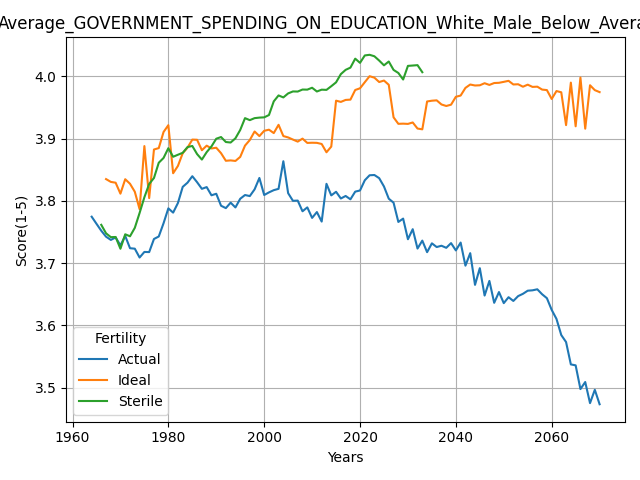 Average_GOVERNMENT_SPENDING_ON_EDUCATION_White_Male_Below_Avera
4.0
3.9
3.8
3.7
3.6
3.5
Score(1-5)
Fertility
Actual
Ideal
Sterile
1960 1980 2000 2020 2040 2060
Years